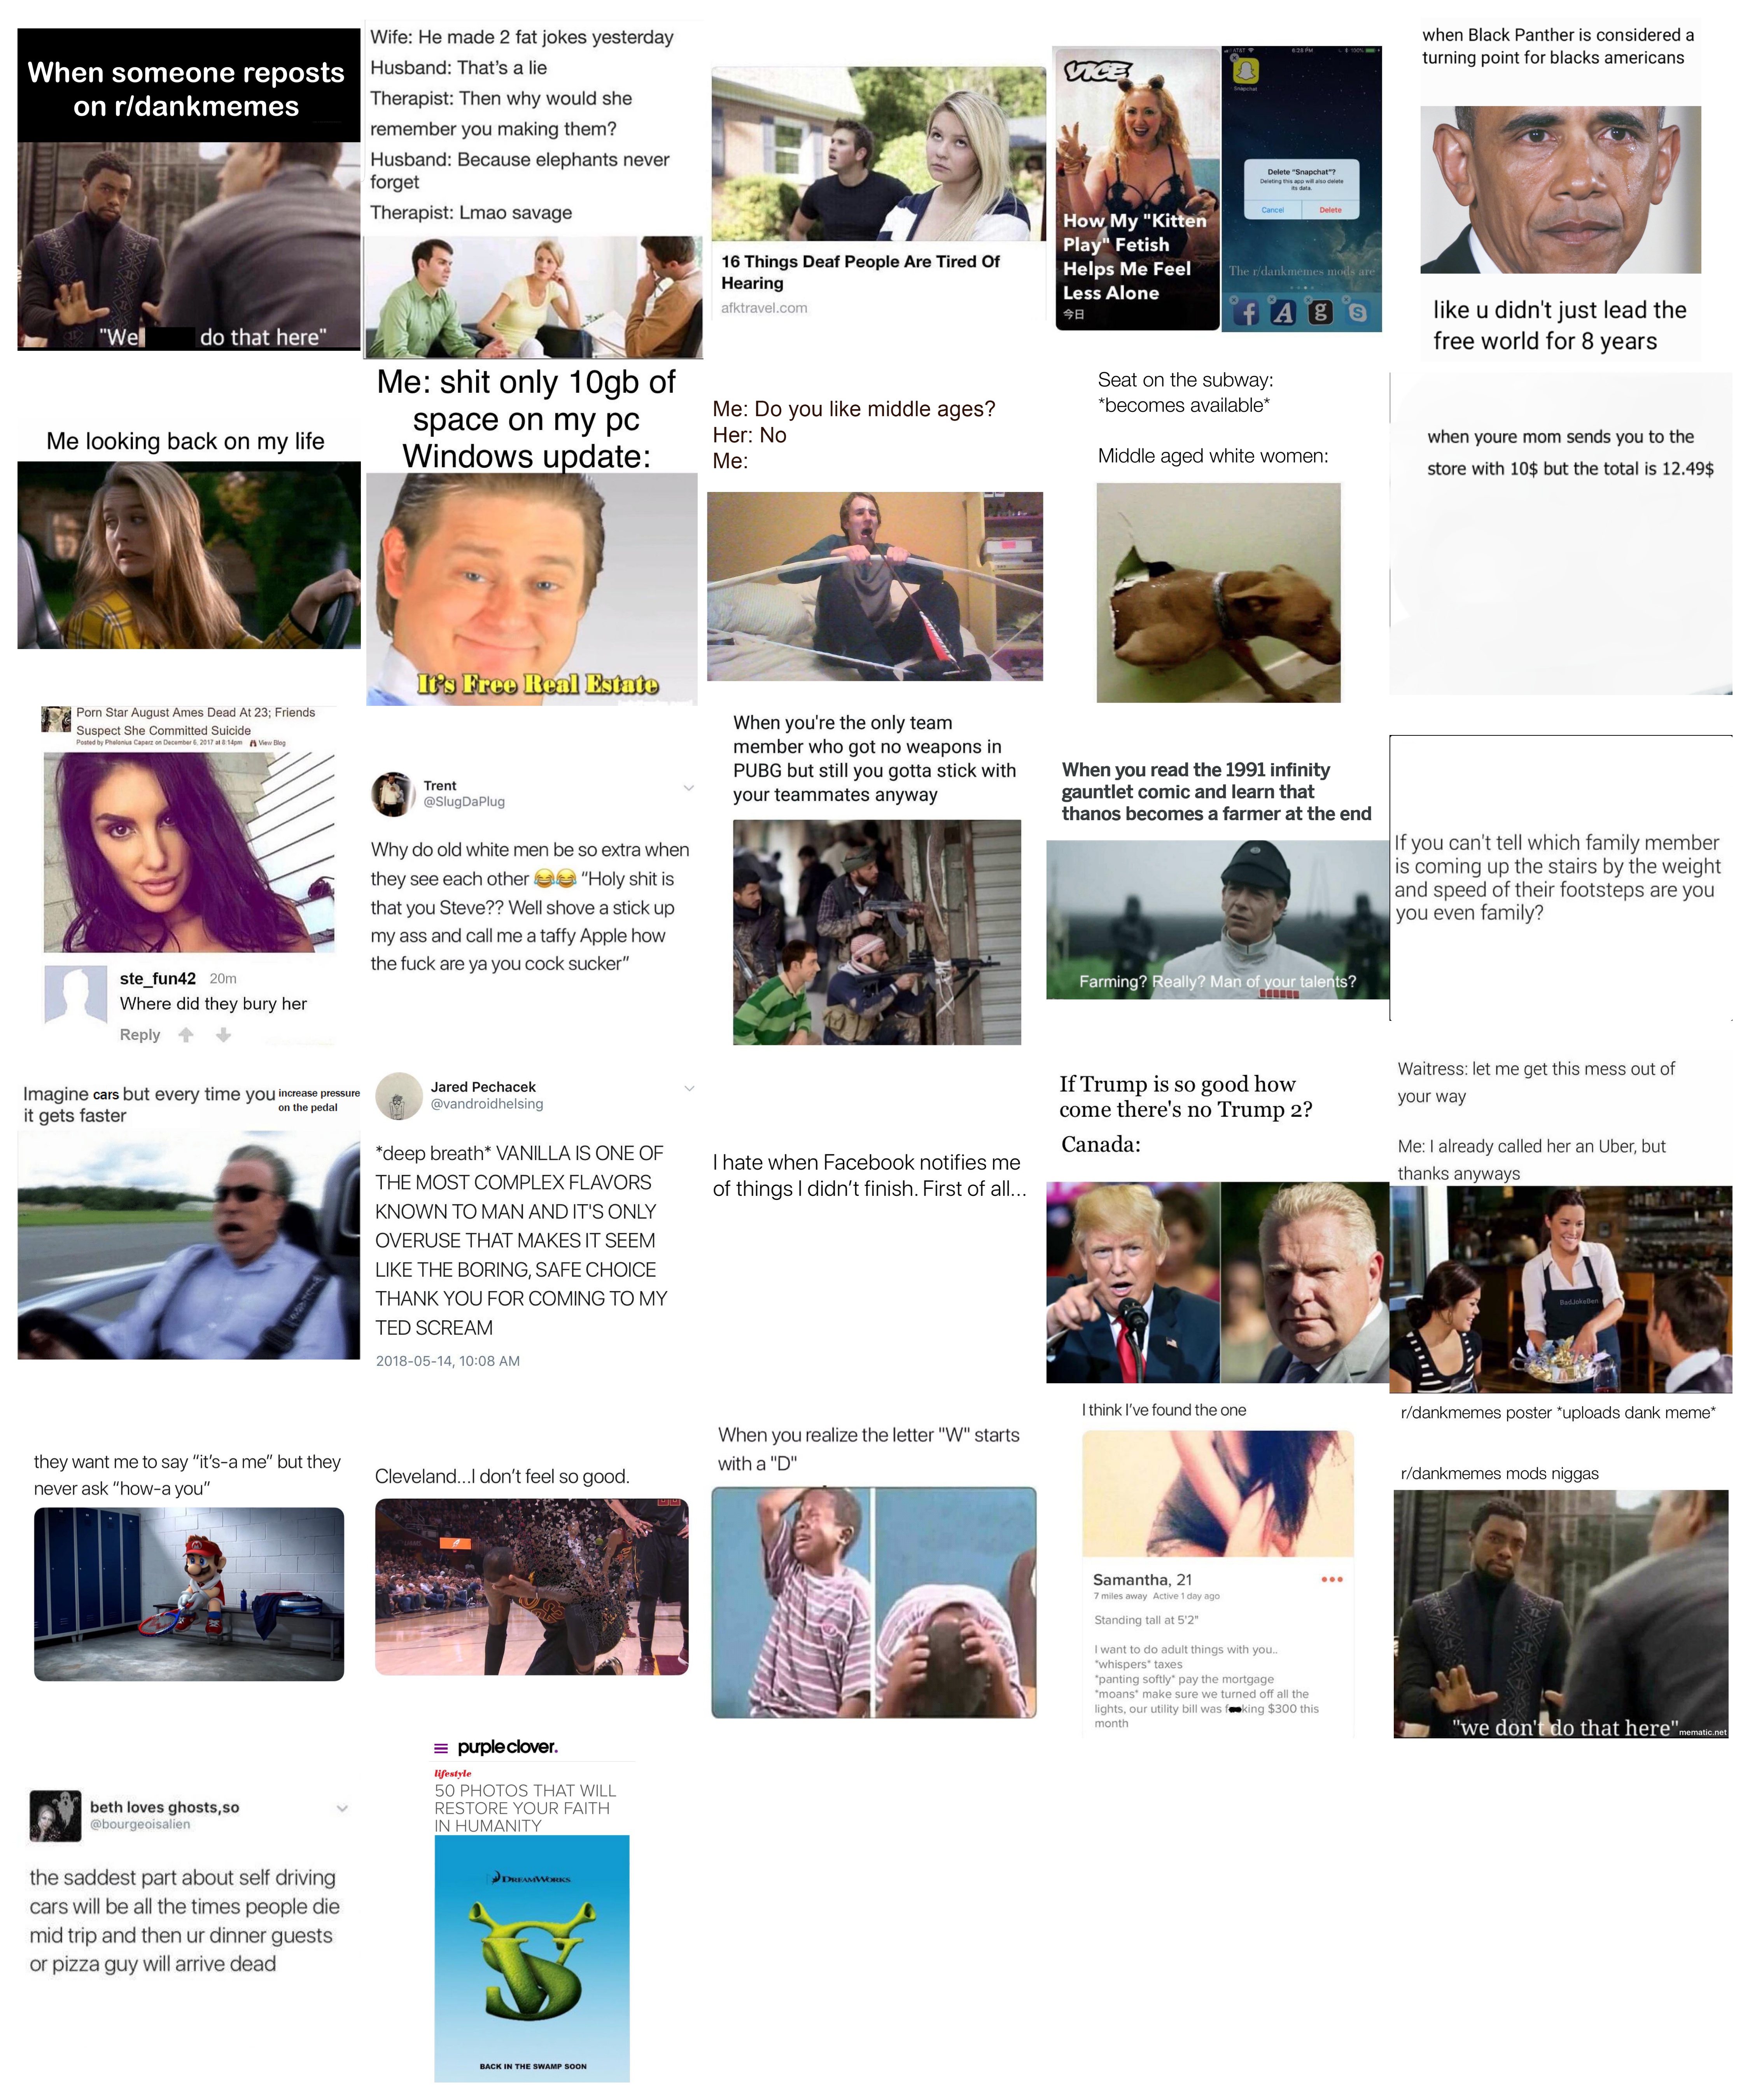 When someone reposts
on r/dankmemes
"We do that here"
Wife: He made 2 fat jokes yesterday
Husband: That's a lie
Therapist: Then why would she
remember you making them?
Husband: Because elephants never
forget
Therapist: Lmao savage
16 Things Deaf People Are Tired Of
Hearing
afktravel.com
VICE
How My "Kitten
Play" Fetish
Helps Me Feel
Less Alone
今日
AT&T 6:28 PM 100%
Snapchat
Delete "Snapchat"?
Deleting this app will also delete
its data.
Cancel Delete
The r/dankmemes mods are
when Black Panther is considered a
turning point for blacks americans
like u didn't just lead the
free world for 8 years
Me looking back on my life
Me: shit only 10gb of
space on my pc
Windows update:
It's Free Real Estate
Me: Do you like middle ages?
Her: No
Me:
Seat on the subway:
*becomes available*
Middle aged white women:
when youre mom sends you to the
store with 10$ but the total is 12.49$
Porn Star August Ames Dead At 23; Friends
Suspect She Committed Suicide
Posted by Phalonius Caparz on December 6, 2017 at 8:14pm View Blog
ste_fun42 20m
Where did they bury her
Reply
Trent
@SlugDaPlug
Why do old white men be so extra when
they see each other 😂😂 "Holy shit is
that you Steve?? Well shove a stick up
my ass and call me a taffy Apple how
the fuck are ya you cock sucker"
When you're the only team
member who got no weapons in
PUBG but still you gotta stick with
your teammates anyway
When you read the 1991 infinity
gauntlet comic and learn that
thanos becomes a farmer at the end
Farming? Really? Man of your talents?
If you can't tell which family member
is coming up the stairs by the weight
and speed of their footsteps are you
you even family?
Imagine cars but every time you increase pressure
on the pedal
it gets faster
Jared Pechacek
@vandroidhelsing
*deep breath* VANILLA IS ONE OF
THE MOST COMPLEX FLAVORS
KNOWN TO MAN AND IT'S ONLY
OVERUSE THAT MAKES IT SEEM
LIKE THE BORING, SAFE CHOICE
THANK YOU FOR COMING TO MY
TED SCREAM
2018-05-14, 10:08 AM
I hate when Facebook notifies me
of things I didn't finish. First of all...
If Trump is so good how
come there's no Trump 2?
Canada:
Waitress: let me get this mess out of
your way
Me: I already called her an Uber, but
thanks anyways
BadJokeBen
they want me to say "it's-a me" but they
never ask "how-a you"
Cleveland...I don't feel so good.
When you realize the letter "W" starts
with a "D"
I think I've found the one
Samantha, 21
7 miles away Active 1 day ago
Standing tall at 5'2"
I want to do adult things with you..
*whispers* taxes
*panting softly* pay the mortgage
*moans* make sure we turned off all the
lights, our utility bill was f king $300 this
month
r/dankmemes poster *uploads dank meme*
r/dankmemes mods niggas
"we don't do that here"
mematic.net
beth loves ghosts,so
@bourgeoisalien
the saddest part about self driving
cars will be all the times people die
mid trip and then ur dinner guests
or pizza guy will arrive dead
purpleclover.
lifestyle
50 PHOTOS THAT WILL
RESTORE YOUR FAITH
IN HUMANITY
DREAMWORKS
BACK IN THE SWAMP SOON